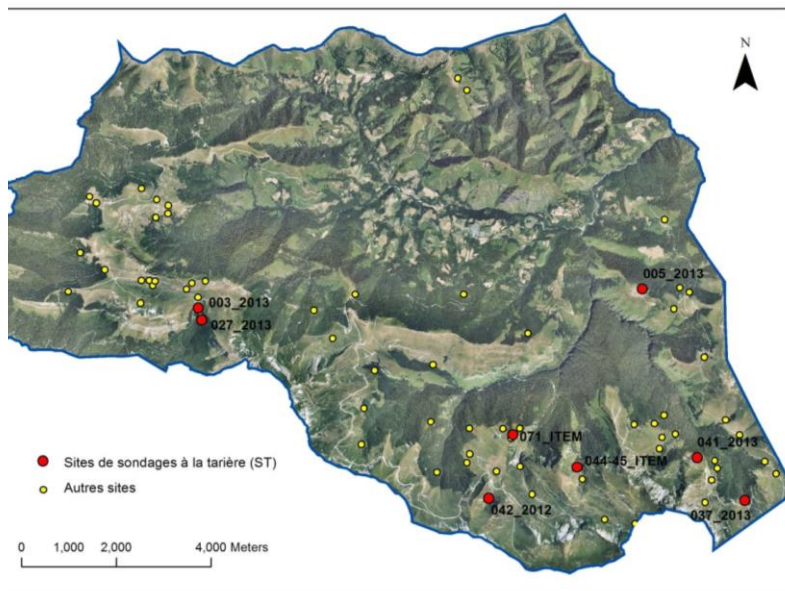 N
005_2013
003_2013
027_2013
071_ITEM
041_2013
044-45_ITEM
042_2012
037_2013
Sites de sondages à la tarière (ST)
Autres sites
0 1,000 2,000 4,000 Meters